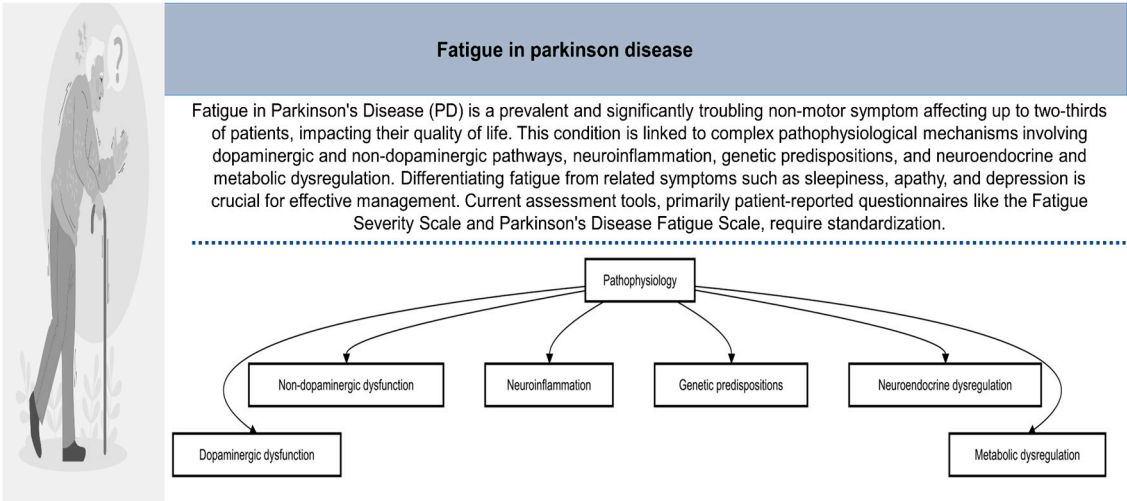 ?
Fatigue in parkinson disease
Fatigue in Parkinson's Disease (PD) is a prevalent and significantly troubling non-motor symptom affecting up to two-thirds
of patients, impacting their quality of life. This condition is linked to complex pathophysiological mechanisms involving
dopaminergic and non-dopaminergic pathways, neuroinflammation, genetic predispositions, and neuroendocrine and
metabolic dysregulation. Differentiating fatigue from related symptoms such as sleepiness, apathy, and depression is
crucial for effective management. Current assessment tools, primarily patient-reported questionnaires like the Fatigue
Severity Scale and Parkinson's Disease Fatigue Scale, require standardization.
Pathophysiology
Non-dopaminergic dysfunction
Neuroinflammation
Genetic predispositions
Neuroendocrine dysregulation
Dopaminergic dysfunction
Metabolic dysregulation